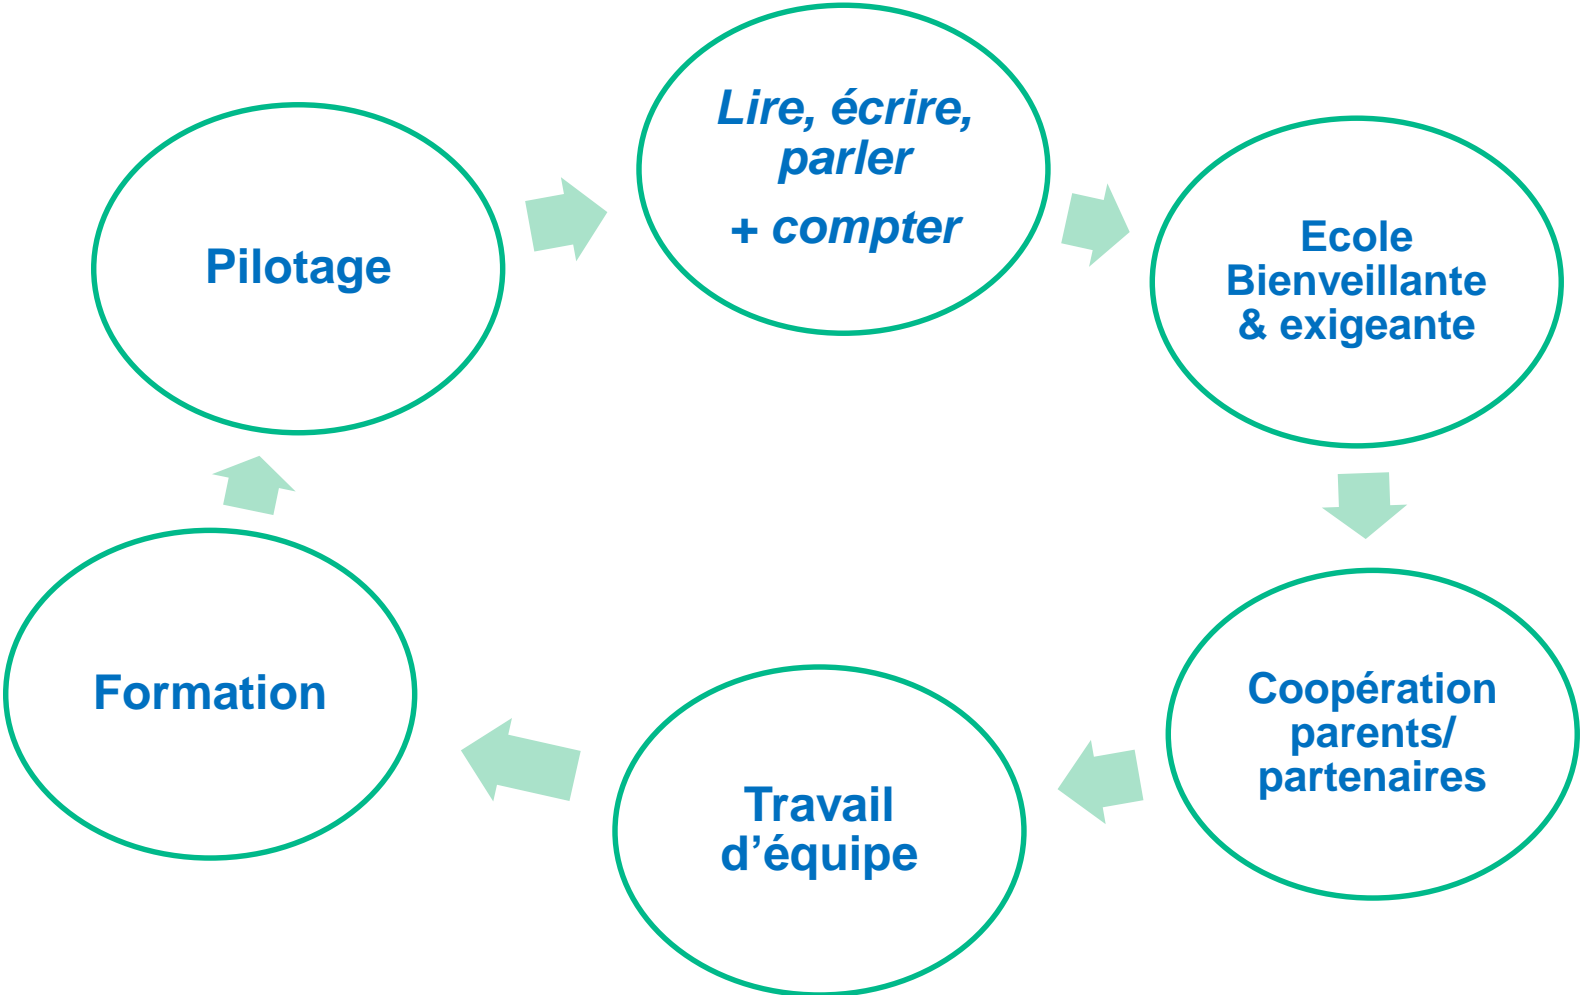 Lire, écrire,
parler
+ compter
Ecole
Bienveillante
& exigeante
Coopération
parents/
partenaires
Travail
d’équipe
Formation
Pilotage